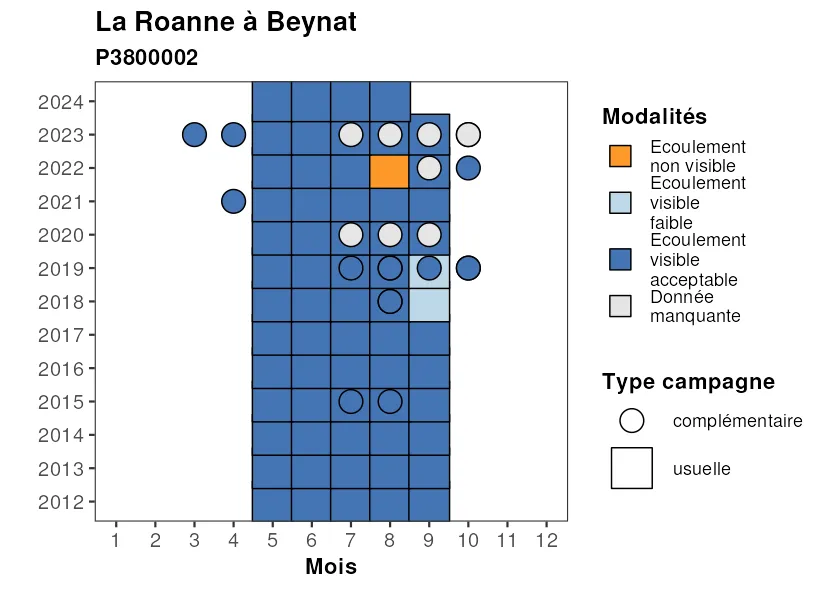 La Roanne à Beynat
P3800002
2024
2023
2022
2021
2020
2019
2018
2017
2016
2015
2014
2013
2012
1 2 3 4 5 6 7 8 9 10 11 12
Mois
Modalités
Ecoulement
non visible
Ecoulement
visible
faible
Ecoulement
visible
acceptable
Donnée
manquante
Type campagne
complémentaire
usuelle